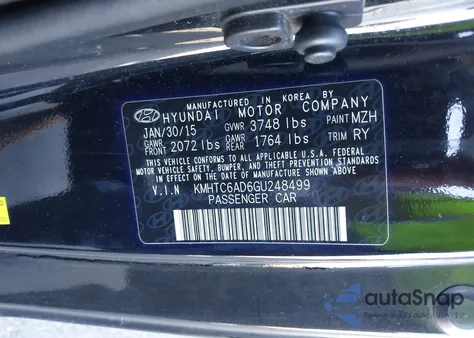 MANUFACTURED IN KOREA BY
HYUNDAI MOTOR COMPANY
JAN/30/15 GVWR 3748 lbs PAINT MZH
GAWR FRONT 2072 lbs GAWR REAR 1764 lbs TRIM RY
THIS VEHICLE CONFORMS TO ALL APPLICABLE U.S.A. FEDERAL
MOTOR VEHICLE SAFETY, BUMPER, AND THEFT PREVENTION STANDARDS
IN EFFECT ON THE DATE OF MANUFACTURE SHOWN ABOVE.
V.I.N KMHTC6AD6GU248499
PASSENGER CAR
autoSnap